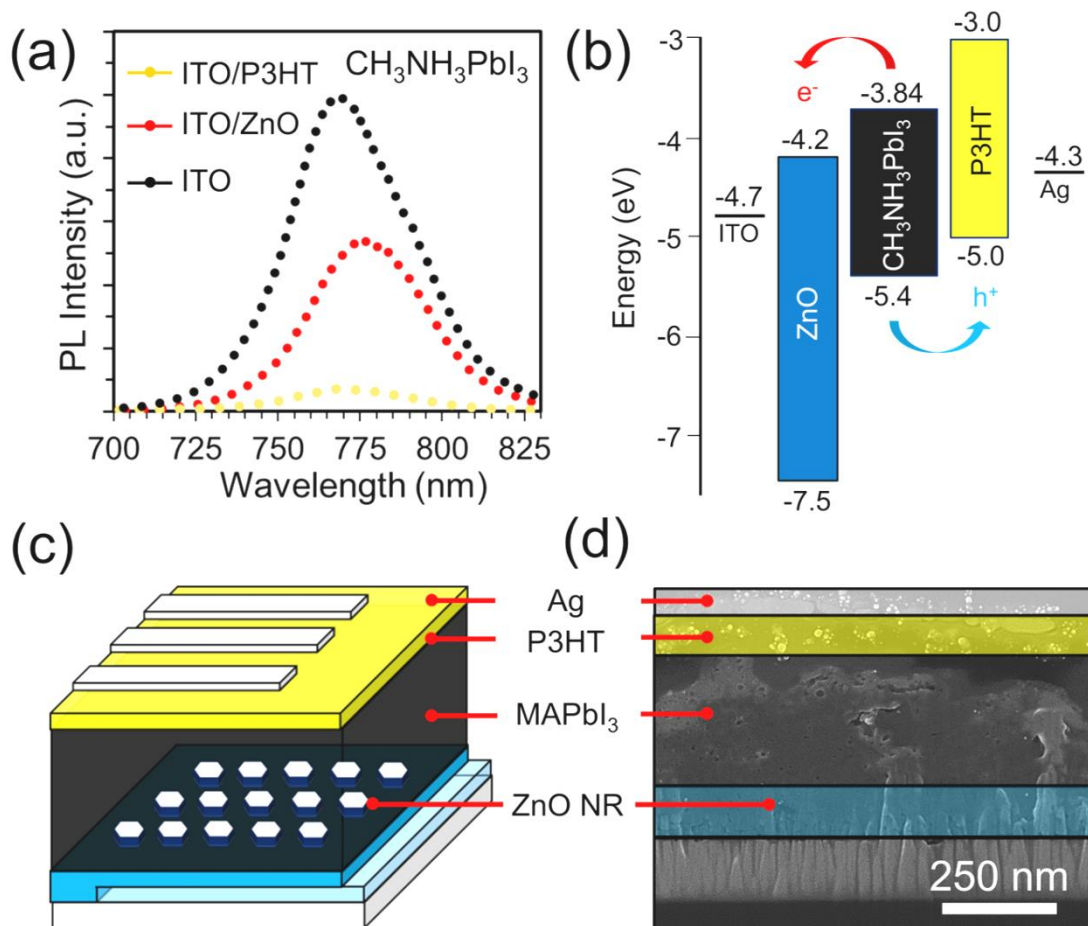 (a)
ITO/P3HT
CH₃NH₃PbI₃
ITO/ZnO
ITO
PL Intensity (a.u.)
700 725 750 775 800 825
Wavelength (nm)
(b)
-3
-4
-5
-6
-7
Energy (eV)
-3.0
e⁻
-3.84
-4.2
P3HT
-4.3
Ag
-4.7
ITO
CH₃NH₃PbI₃
-5.0
-5.4
h⁺
ZnO
-7.5
(c)
(d)
Ag
P3HT
MAPbI₃
ZnO NR
250 nm